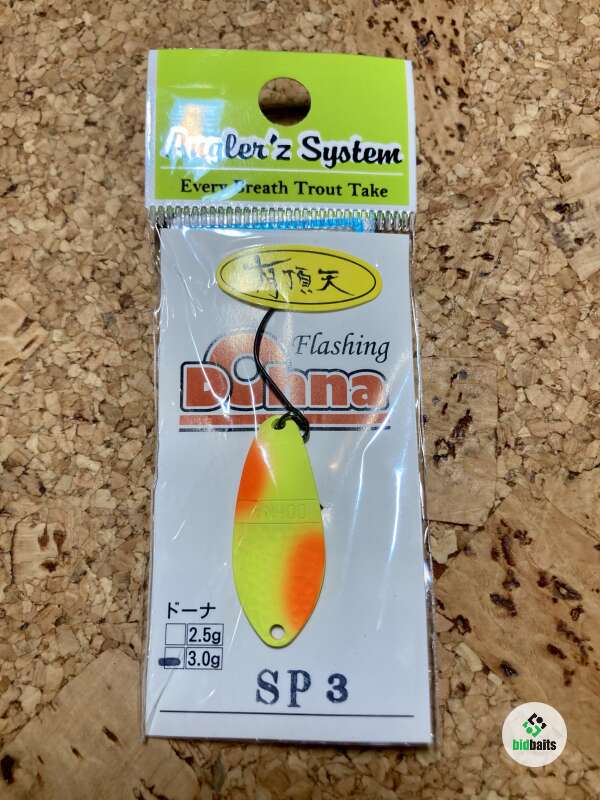 Angler'z System
Every Breath Trout Take
有頂天
Flashing
Dohna
ドーナ
2.5g
3.0g
SP 3
bidbaits